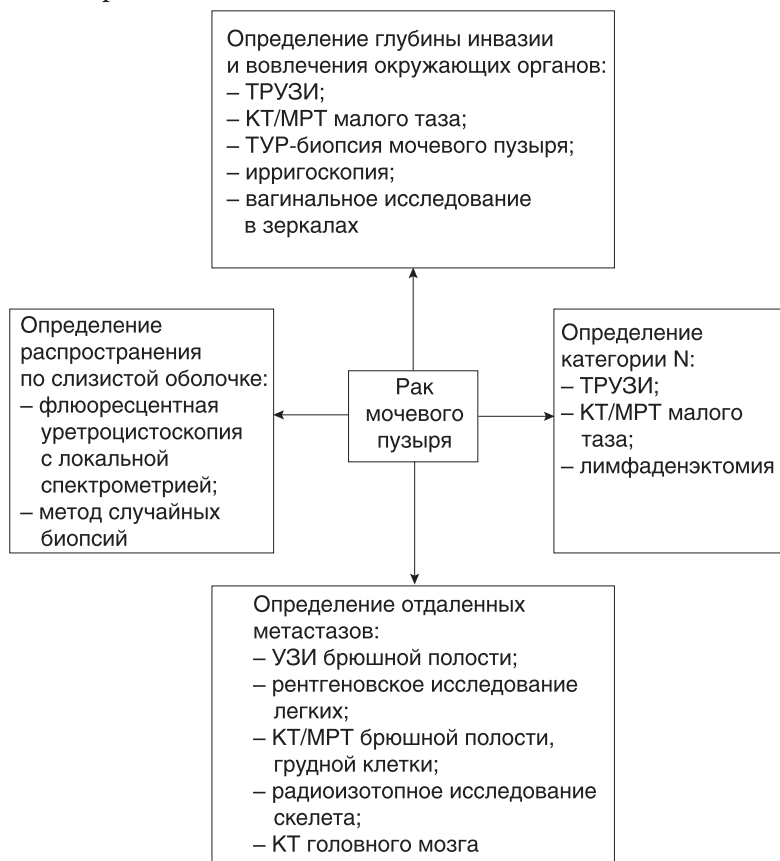 Определение глубины инвазии
и вовлечения окружающих органов:
– ТРУЗИ;
– КТ/МРТ малого таза;
– ТУР-биопсия мочевого пузыря;
– ирригоскопия;
– вагинальное исследование
в зеркалах
Определение
распространения
по слизистой оболочке:
– флюоресцентная
уретроцистоскопия
с локальной
спектрометрией;
– метод случайных
биопсий
Рак
мочевого
пузыря
Определение
категории N:
– ТРУЗИ;
– КТ/МРТ малого
таза;
– лимфаденэктомия
Определение отдаленных
метастазов:
– УЗИ брюшной полости;
– рентгеновское исследование
легких;
– КТ/МРТ брюшной полости,
грудной клетки;
– радиоизотопное исследование
скелета;
– КТ головного мозга